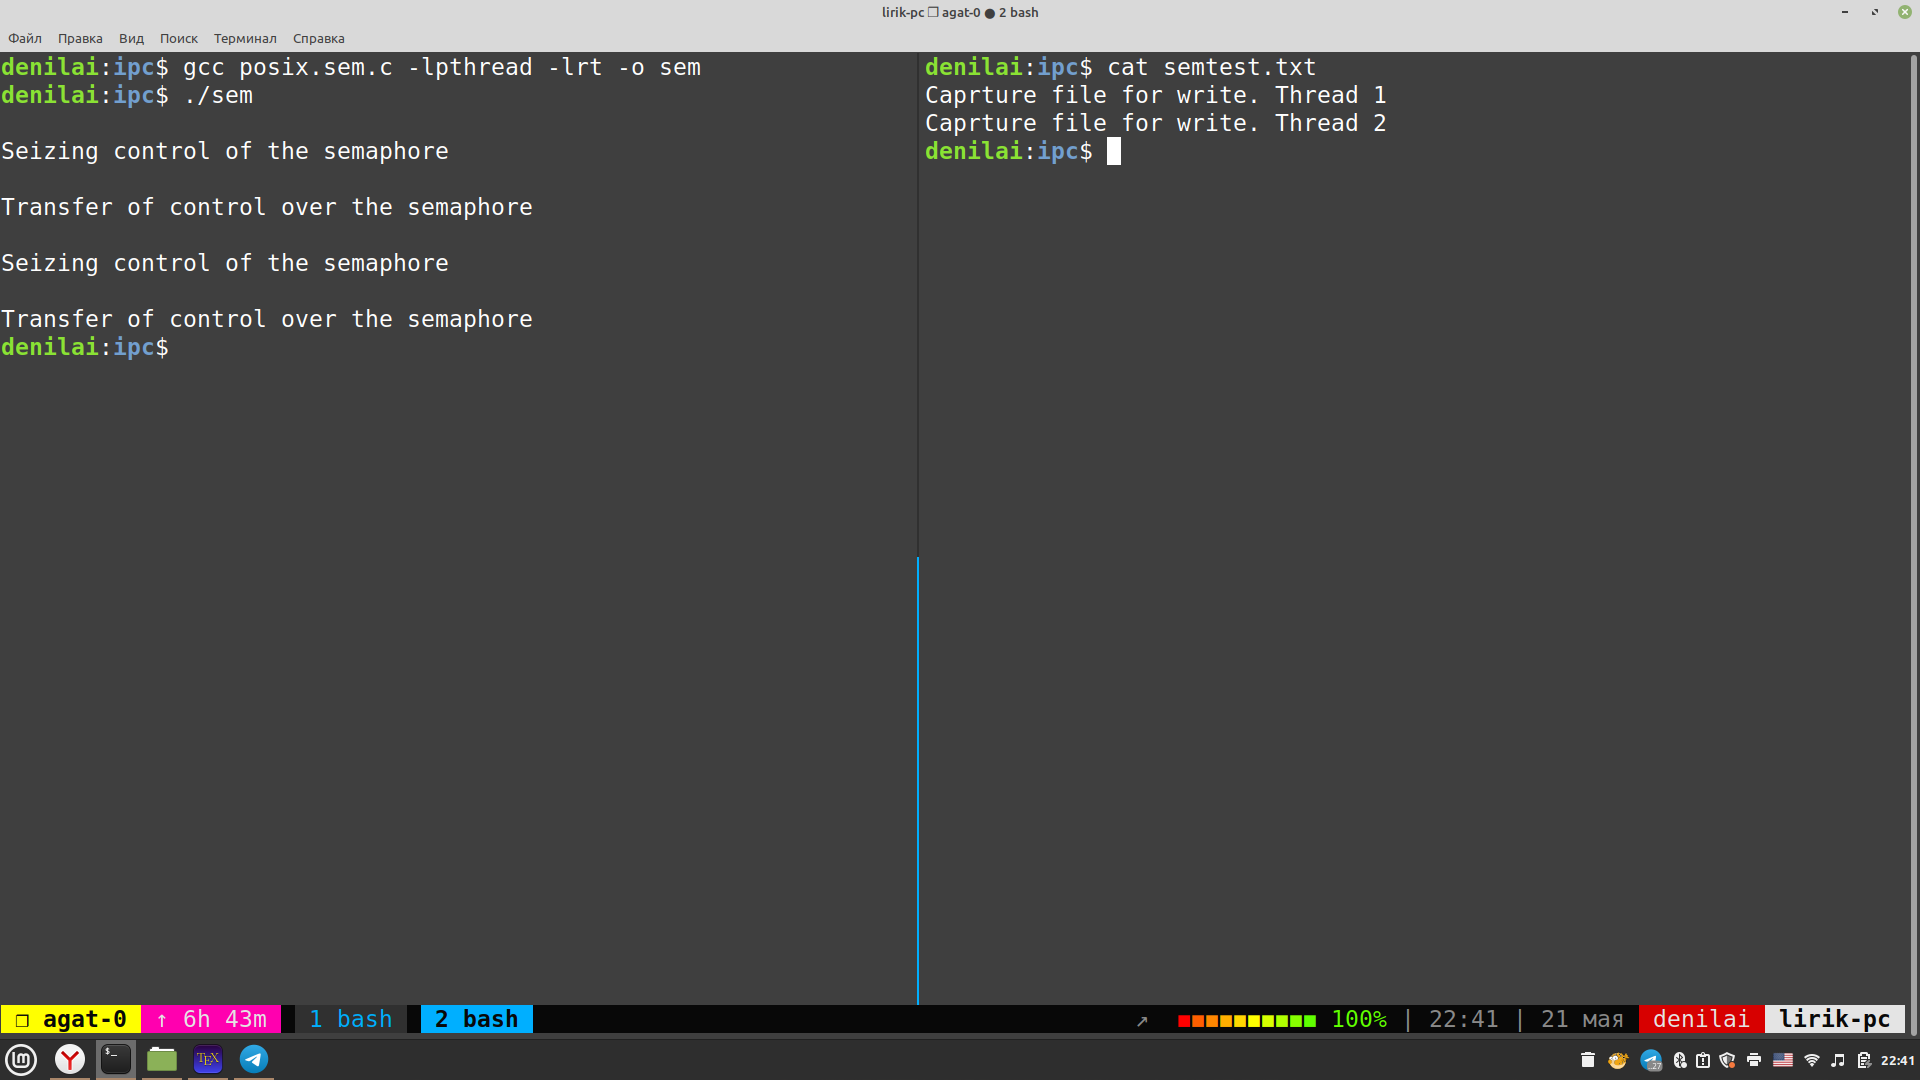 lirik-pc ❐ agat-0 ● 2 bash
Файл Правка Вид Поиск Терминал Справка
denilai:ipc$ gcc posix.sem.c -lpthread -lrt -o sem
denilai:ipc$ ./sem
Seizing control of the semaphore
Transfer of control over the semaphore
Seizing control of the semaphore
Transfer of control over the semaphore
denilai:ipc$
denilai:ipc$ cat semtest.txt
Caprture file for write. Thread 1
Caprture file for write. Thread 2
denilai:ipc$
❐ agat-0 ↑ 6h 43m 1 bash 2 bash ↗ 100% | 22:41 | 21 мая denilai lirik-pc
TEX 22:41